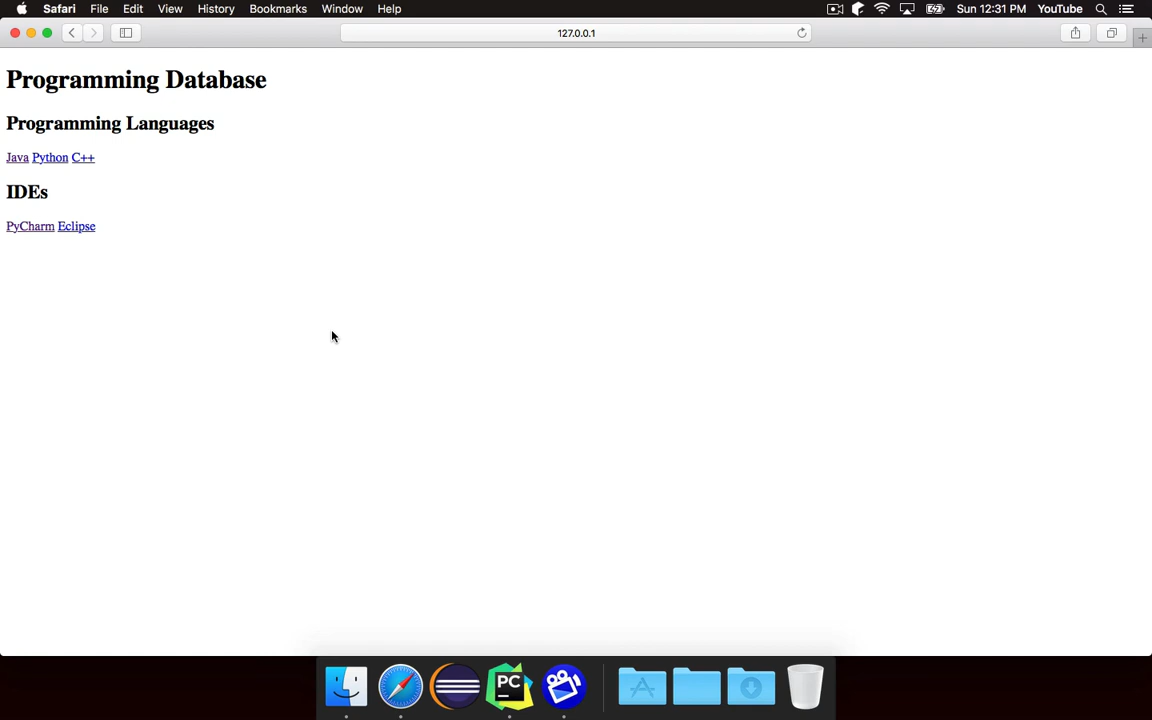 Safari File Edit View History Bookmarks Window Help Sun 12:31 PM YouTube
127.0.0.1
Programming Database
Programming Languages
Java Python C++
IDEs
PyCharm Eclipse
PC